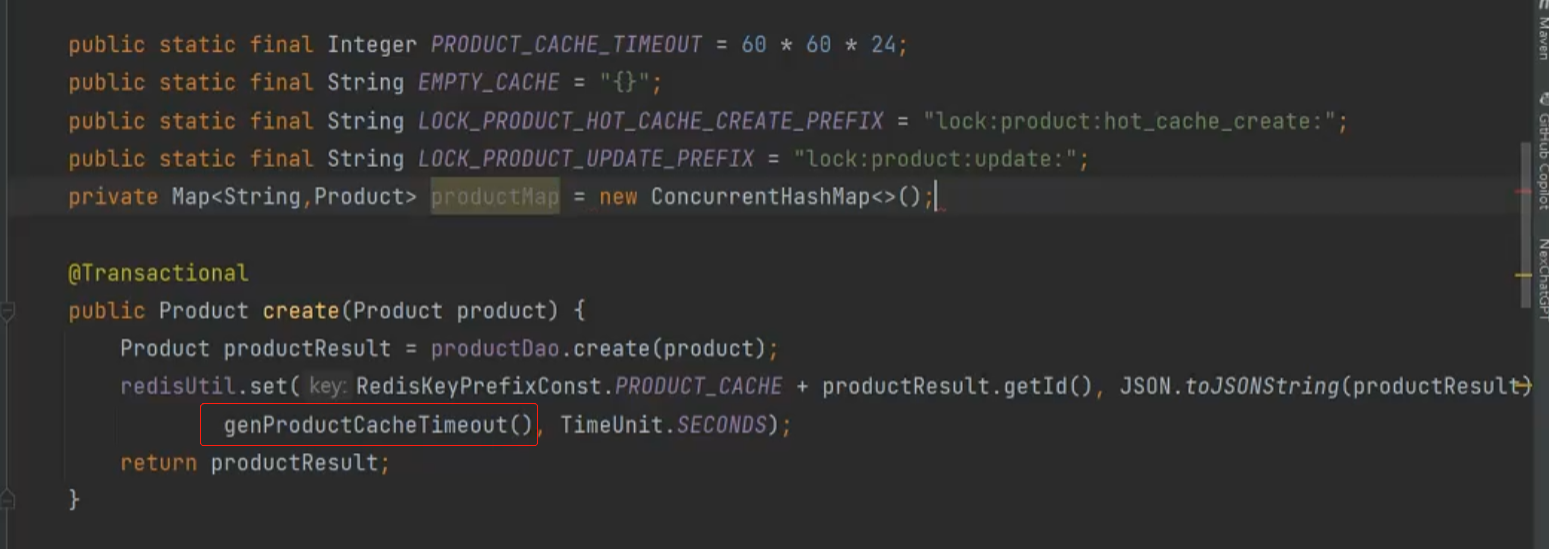 public static final Integer PRODUCT_CACHE_TIMEOUT = 60 * 60 * 24;
public static final String EMPTY_CACHE = "{}";
public static final String LOCK_PRODUCT_HOT_CACHE_CREATE_PREFIX = "lock:product:hot_cache_create:";
public static final String LOCK_PRODUCT_UPDATE_PREFIX = "lock:product:update:";
private Map<String,Product> productMap = new ConcurrentHashMap<>();
@Transactional
public Product create(Product product) {
Product productResult = productDao.create(product);
redisUtil.set( key: RedisKeyPrefixConst.PRODUCT_CACHE + productResult.getId(), JSON.toJSONString(productResult)
genProductCacheTimeout(), TimeUnit.SECONDS);
return productResult;
}
Maven
GitHub Copilot
NexChatGPT